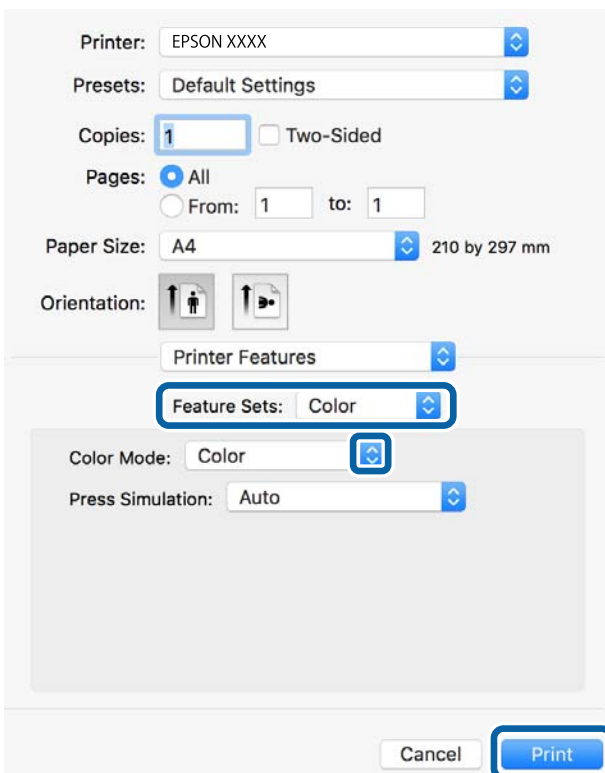 Printer: EPSON XXXX
Presets: Default Settings
Copies: 1 Two-Sided
Pages: All
From: 1 to: 1
Paper Size: A4 210 by 297 mm
Orientation:
Printer Features
Feature Sets: Color
Color Mode: Color
Press Simulation: Auto
Cancel Print